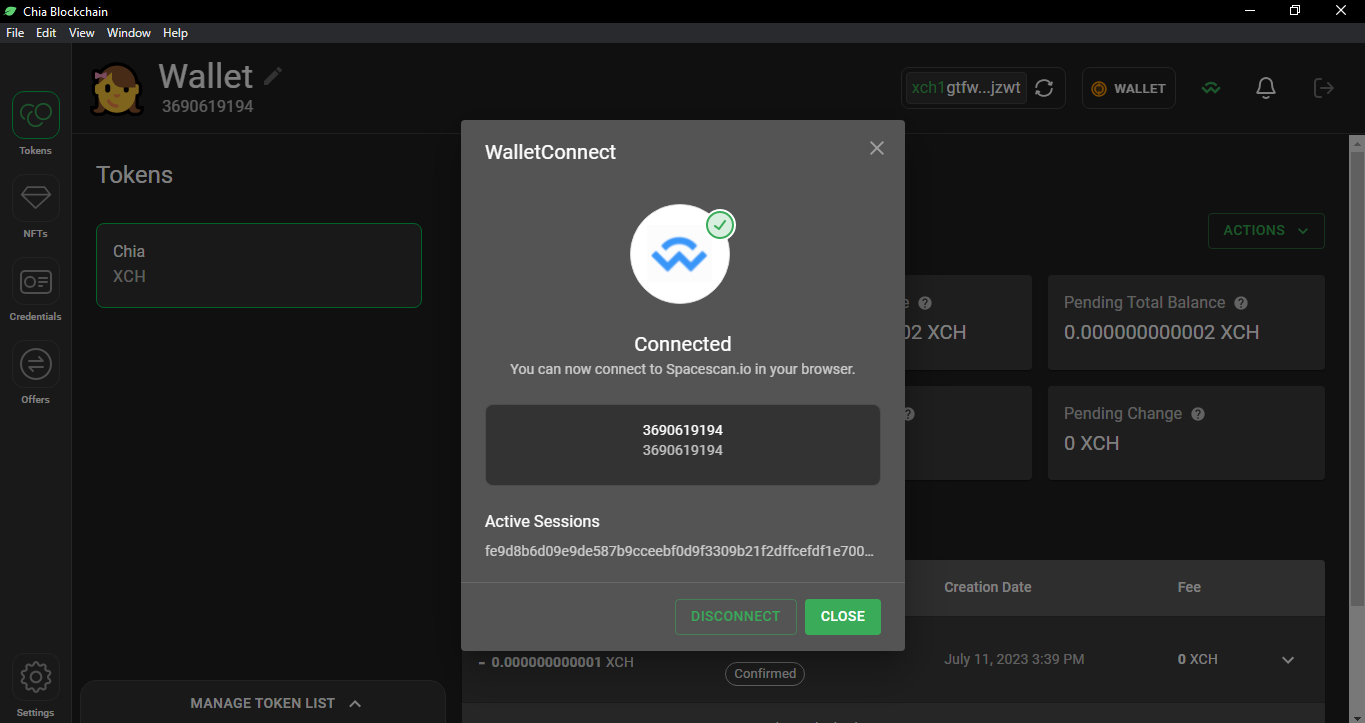 Chia Blockchain
File Edit View Window Help
Wallet
3690619194
xch1gtfw...jzwt
WALLET
Tokens
NFTs
Credentials
Offers
Settings
Tokens
Chia
XCH
MANAGE TOKEN LIST
ACTIONS
02 XCH
Pending Total Balance
0.000000000002 XCH
Pending Change
0 XCH
WalletConnect
Connected
You can now connect to Spacescan.io in your browser.
3690619194
3690619194
Active Sessions
fe9d8b6d09e9de587b9cceebf0d9f3309b21f2dffcefdf1e700...
DISCONNECT
CLOSE
Creation Date Fee
- 0.000000000001 XCH
Confirmed
July 11, 2023 3:39 PM
0 XCH